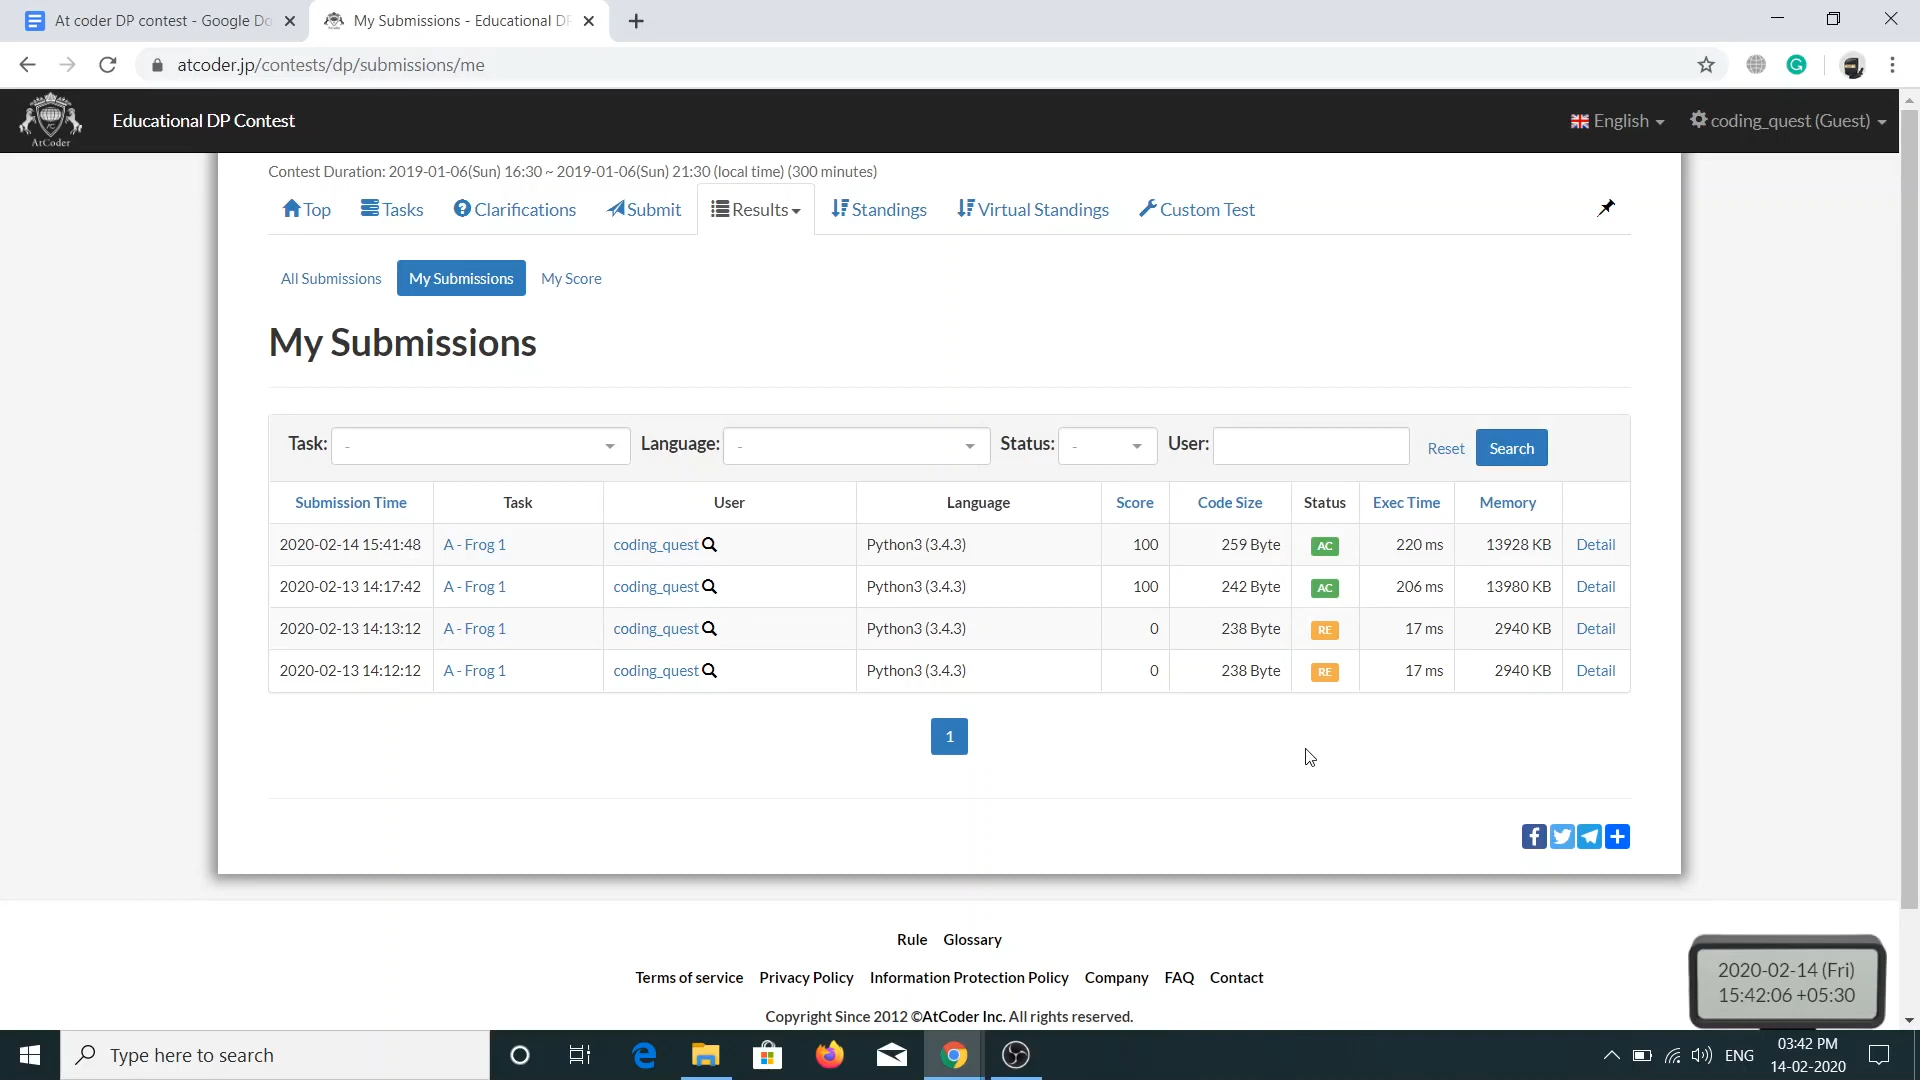 At coder DP contest - Google Do
My Submissions - Educational DP
atcoder.jp/contests/dp/submissions/me
AtCoder
Educational DP Contest
English
coding_quest (Guest)
Contest Duration: 2019-01-06(Sun) 16:30 ~ 2019-01-06(Sun) 21:30 (local time) (300 minutes)
Top Tasks Clarifications Submit Results Standings Virtual Standings Custom Test
All Submissions My Submissions My Score
My Submissions
Task: - Language: - Status: - User: Reset Search
Submission Time Task User Language Score Code Size Status Exec Time Memory
2020-02-14 15:41:48 A - Frog 1 coding_quest Python3 (3.4.3) 100 259 Byte AC 220 ms 13928 KB Detail
2020-02-13 14:17:42 A - Frog 1 coding_quest Python3 (3.4.3) 100 242 Byte AC 206 ms 13980 KB Detail
2020-02-13 14:13:12 A - Frog 1 coding_quest Python3 (3.4.3) 0 238 Byte RE 17 ms 2940 KB Detail
2020-02-13 14:12:12 A - Frog 1 coding_quest Python3 (3.4.3) 0 238 Byte RE 17 ms 2940 KB Detail
1
Rule Glossary
Terms of service Privacy Policy Information Protection Policy Company FAQ Contact
Copyright Since 2012 ©AtCoder Inc. All rights reserved.
2020-02-14 (Fri)
15:42:06 +05:30
Type here to search
ENG
03:42 PM
14-02-2020